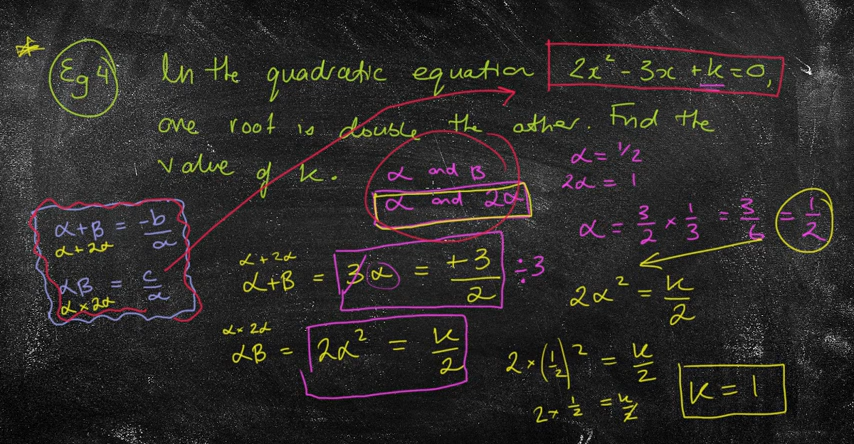 Eg 4
In the quadratic equation 2x² - 3x + k = 0,
one root is double the other. Find the
value of k.
α and B
α and 2α
α = 1/2
2α = 1
α = 3/2 × 1/3 = 3/6 = 1/2
α+B = -b/a
α+2α
αB = c/a
α×2α
α+2α
α+B = 3α = +3/2 ÷3
α×2α
αB = 2α² = k/2
2α² = k/2
2×(1/2)² = k/2
2×1/2 = k/2
k = 1